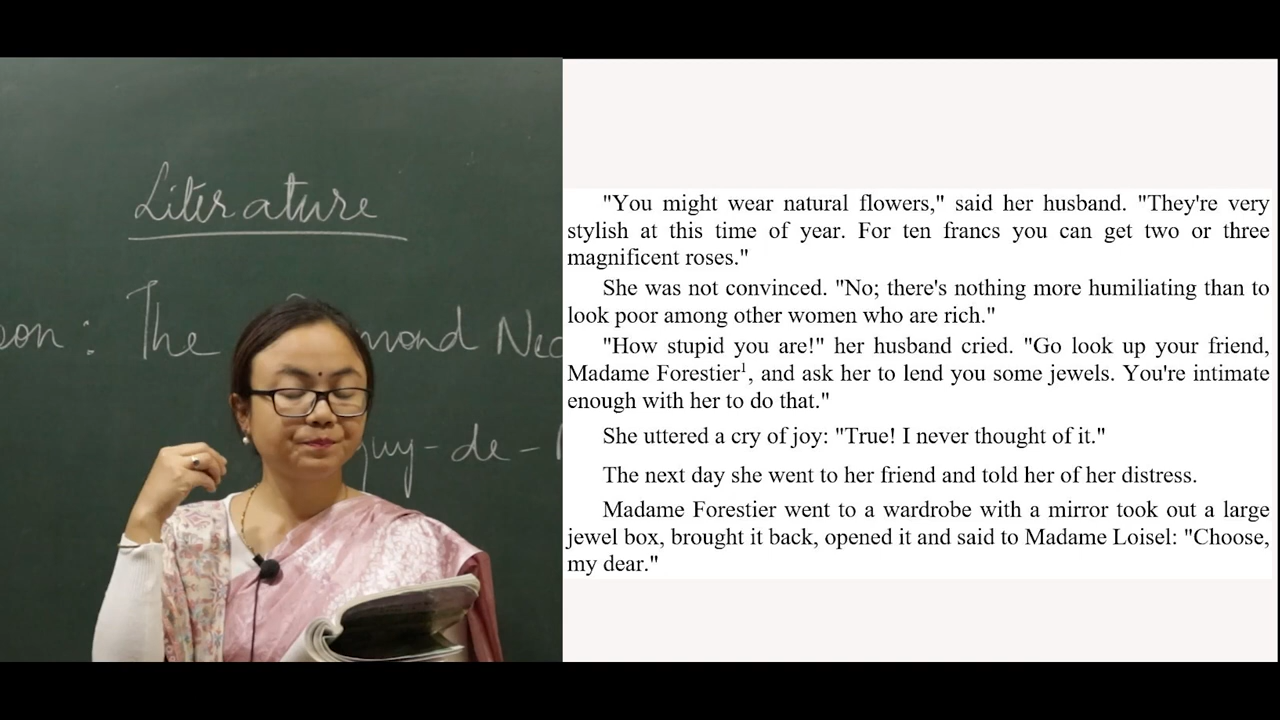 Literature
son: The mond Nec
guy-de-
"You might wear natural flowers," said her husband. "They're very
stylish at this time of year. For ten francs you can get two or three
magnificent roses."
She was not convinced. "No; there's nothing more humiliating than to
look poor among other women who are rich."
"How stupid you are!" her husband cried. "Go look up your friend,
Madame Forestier¹, and ask her to lend you some jewels. You're intimate
enough with her to do that."
She uttered a cry of joy: "True! I never thought of it."
The next day she went to her friend and told her of her distress.
Madame Forestier went to a wardrobe with a mirror took out a large
jewel box, brought it back, opened it and said to Madame Loisel: "Choose,
my dear."